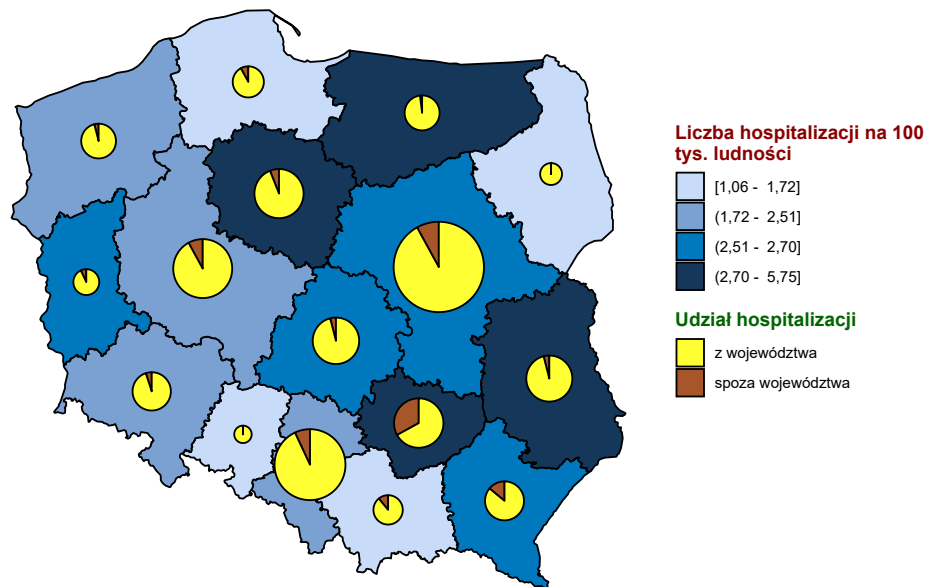 Liczba hospitalizacji na 100
tys. ludności
[1,06 - 1,72]
(1,72 - 2,51]
(2,51 - 2,70]
(2,70 - 5,75]
Udział hospitalizacji
z województwa
spoza województwa